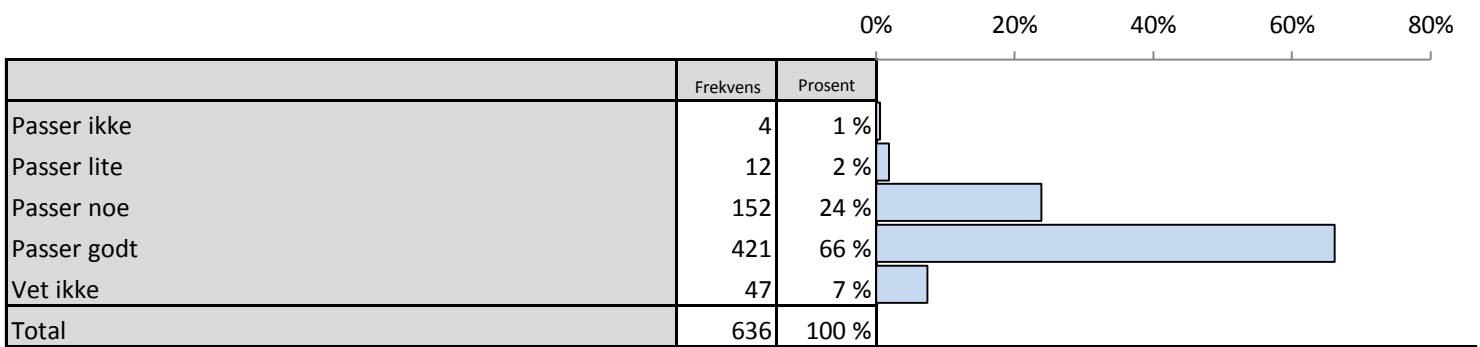 0% 20% 40% 60% 80%
Frekvens Prosent
Passer ikke 4 1 %
Passer lite 12 2 %
Passer noe 152 24 %
Passer godt 421 66 %
Vet ikke 47 7 %
Total 636 100 %